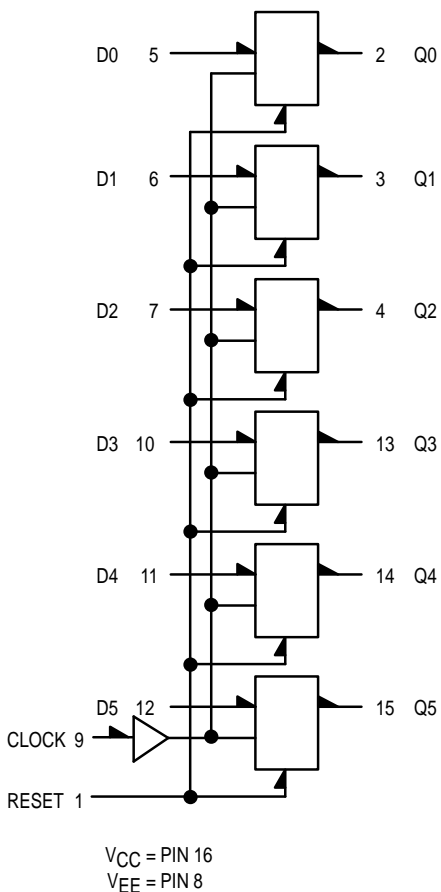 D0 5 2 Q0
D1 6 3 Q1
D2 7 4 Q2
D3 10 13 Q3
D4 11 14 Q4
D5 12 15 Q5
CLOCK 9
RESET 1
VCC = PIN 16
VEE = PIN 8